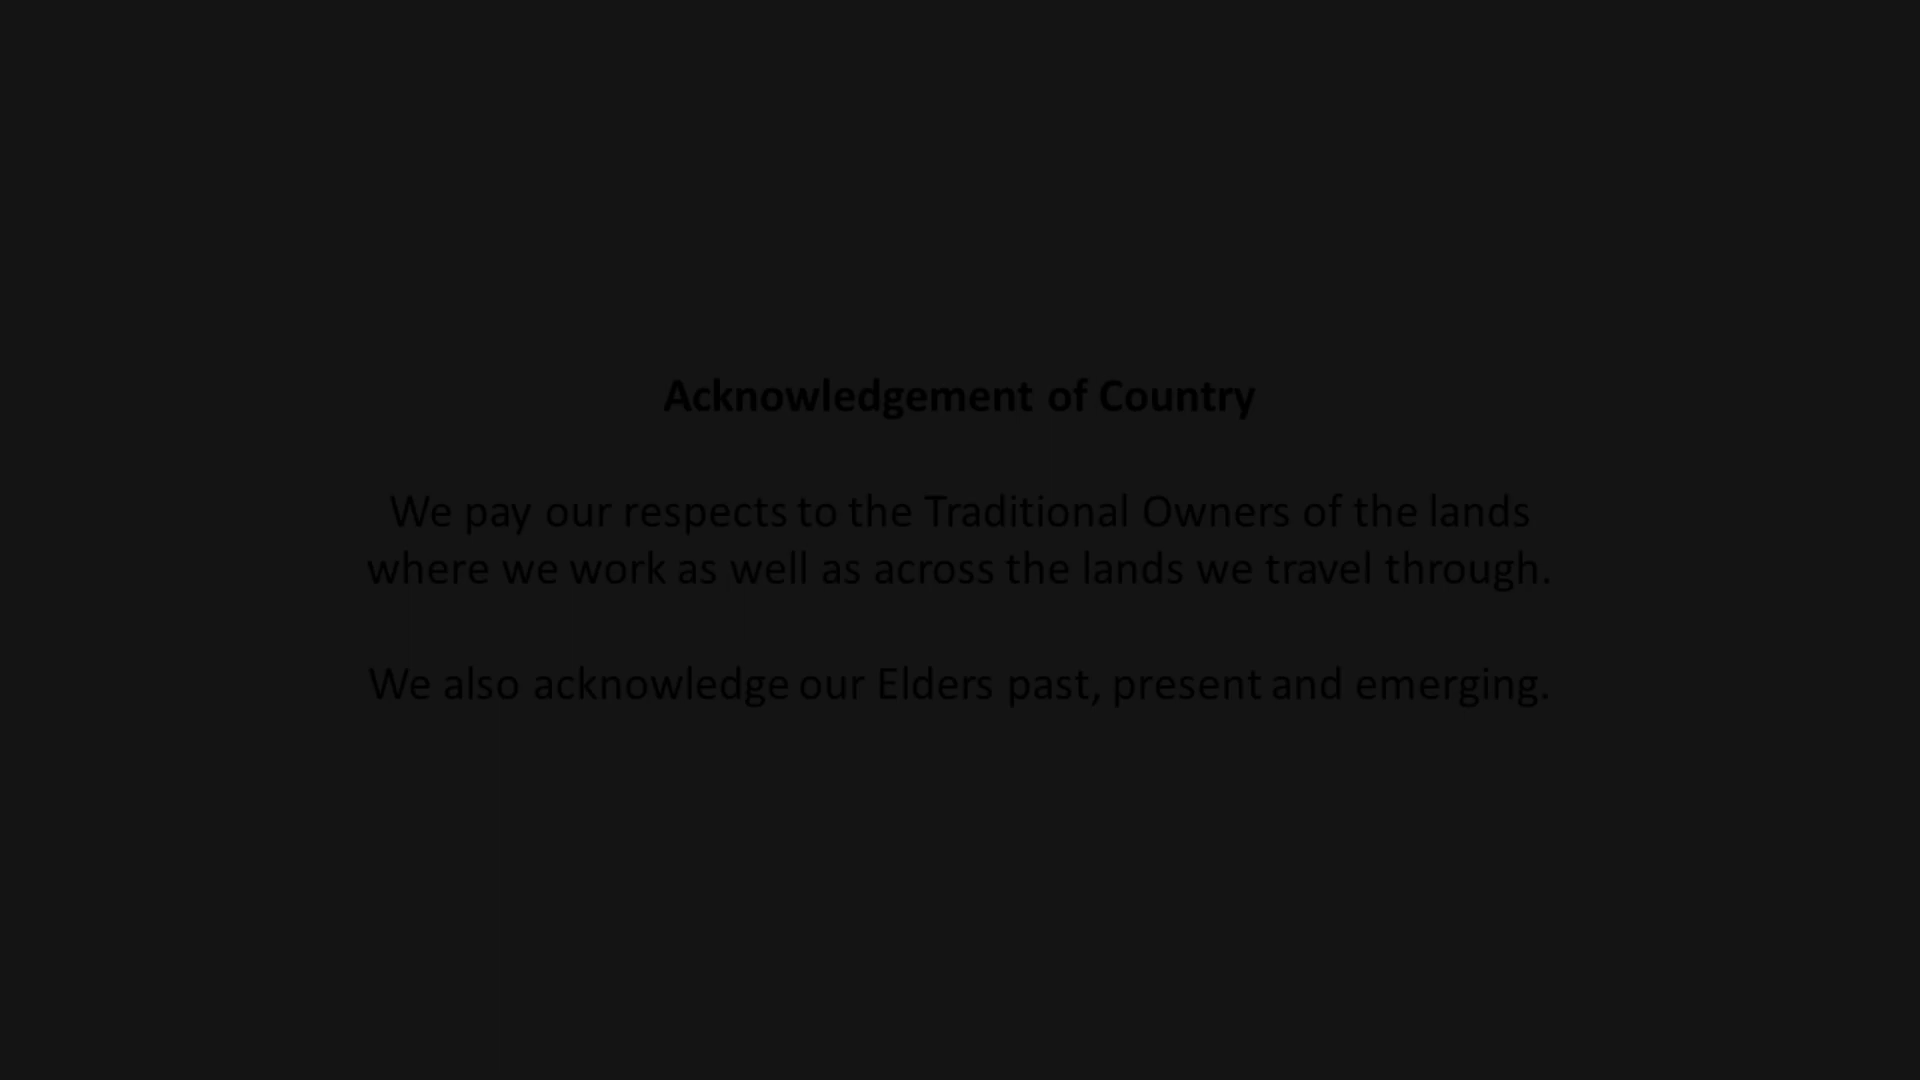 Acknowledgement of Country
We pay our respects to the Traditional Owners of the lands
where we work as well as across the lands we travel through.
We also acknowledge our Elders past, present and emerging.